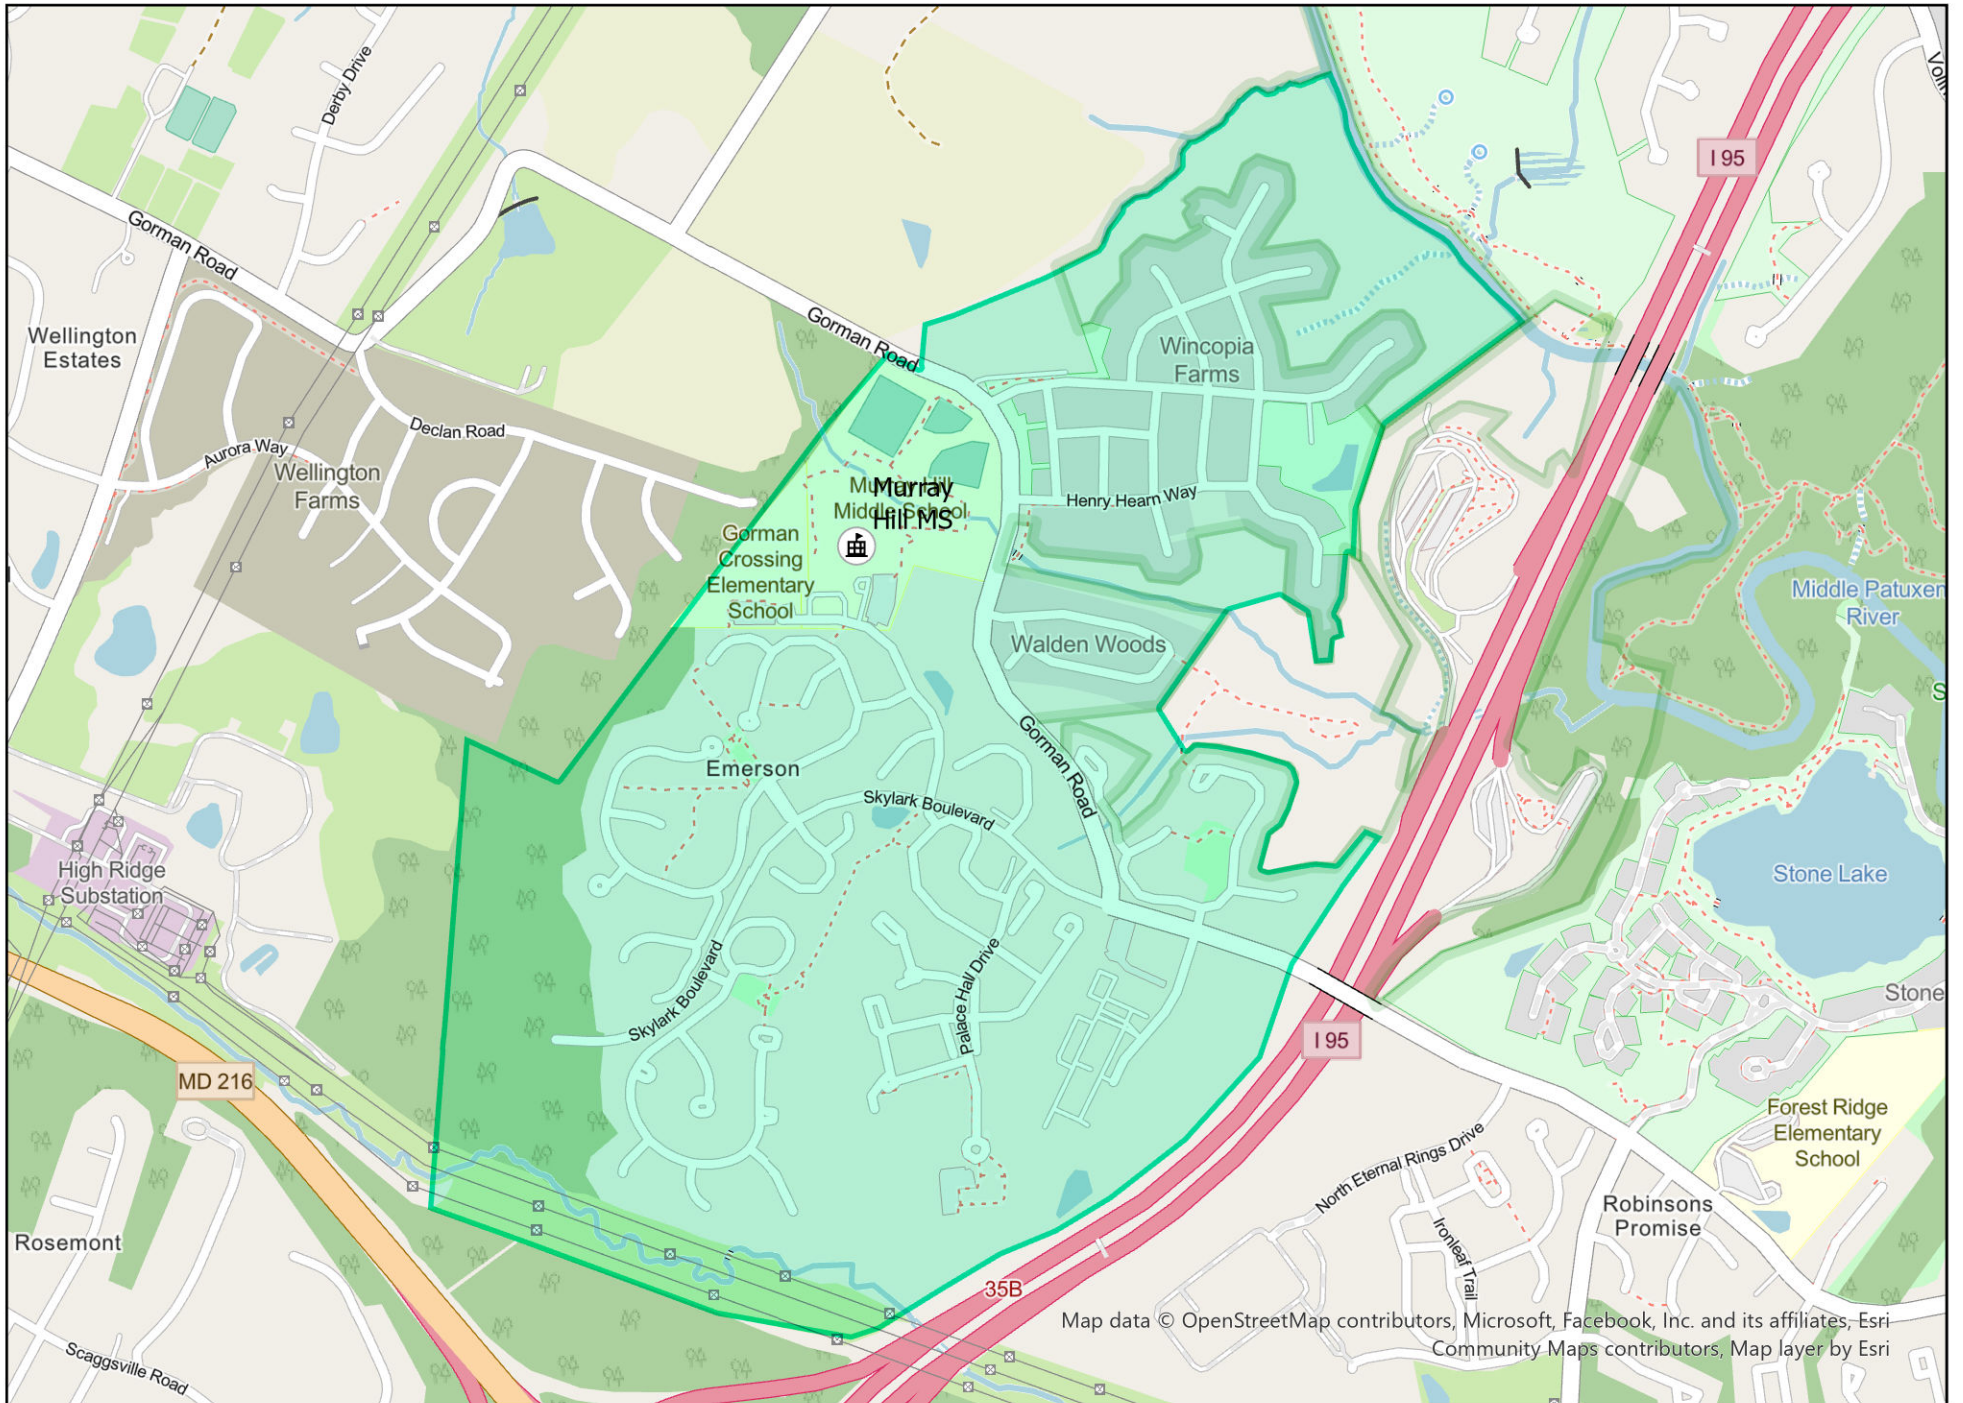 Derby Drive
I 95
Gorman Road
Wellington
Estates
Gorman Road
Wincopia
Farms
Declan Road
Aurora Way
Wellington
Farms
Murray
Hill MS
Middle School
Henry Hearn Way
Gorman
Crossing
Elementary
School
Middle Patuxen
River
Walden Woods
Gorman Road
Emerson
Skylark Boulevard
High Ridge
Substation
Stone Lake
Skylark Boulevard
Palace Hall Drive
Stone
I 95
MD 216
Forest Ridge
Elementary
School
North Eternal Rings Drive
Robinsons
Promise
Ironleaf Trail
Rosemont
35B
Scaggsville Road
Map data © OpenStreetMap contributors, Microsoft, Facebook, Inc. and its affiliates, Esri
Community Maps contributors, Map layer by Esri